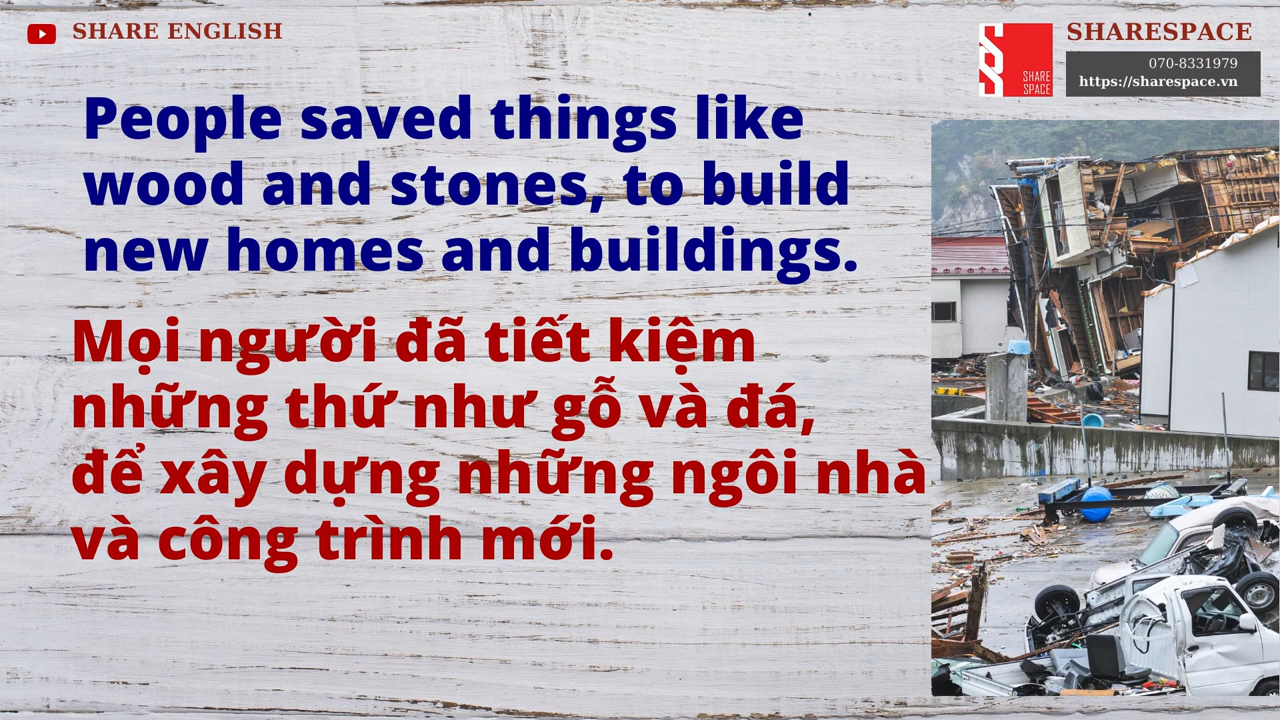 SHARE ENGLISH
SHARESPACE
070-8331979
https://sharespace.vn
SHARE
SPACE
People saved things like
wood and stones, to build
new homes and buildings.
Mọi người đã tiết kiệm
những thứ như gỗ và đá,
để xây dựng những ngôi nhà
và công trình mới.